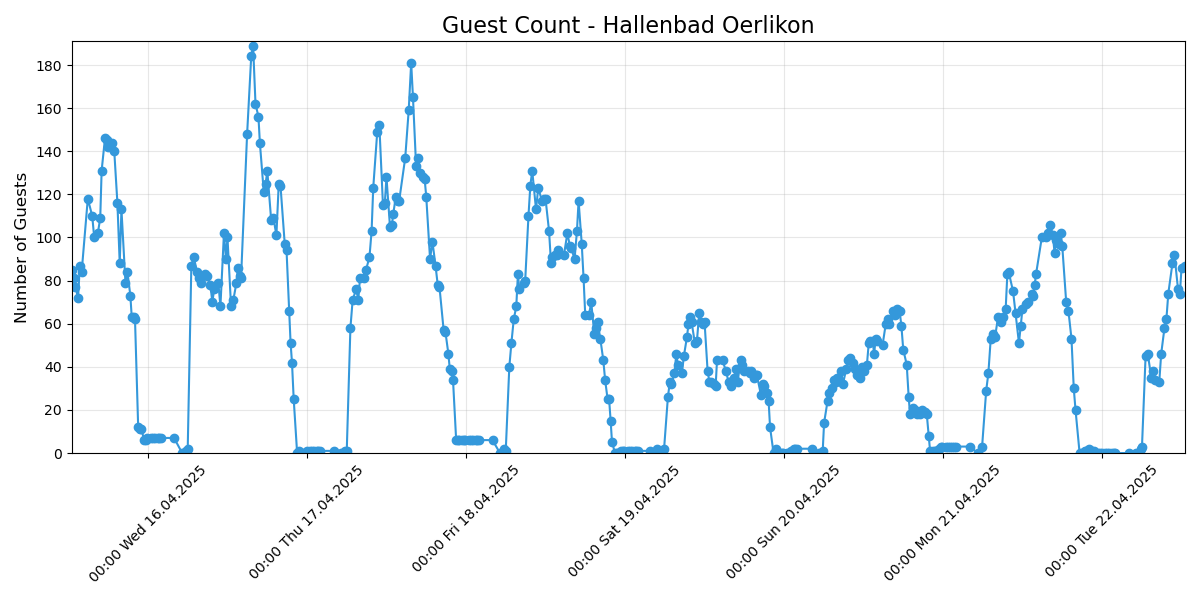 Guest Count - Hallenbad Oerlikon
Number of Guests
180
160
140
120
100
80
60
40
20
0
00:00 Wed 16.04.2025
00:00 Thu 17.04.2025
00:00 Fri 18.04.2025
00:00 Sat 19.04.2025
00:00 Sun 20.04.2025
00:00 Mon 21.04.2025
00:00 Tue 22.04.2025